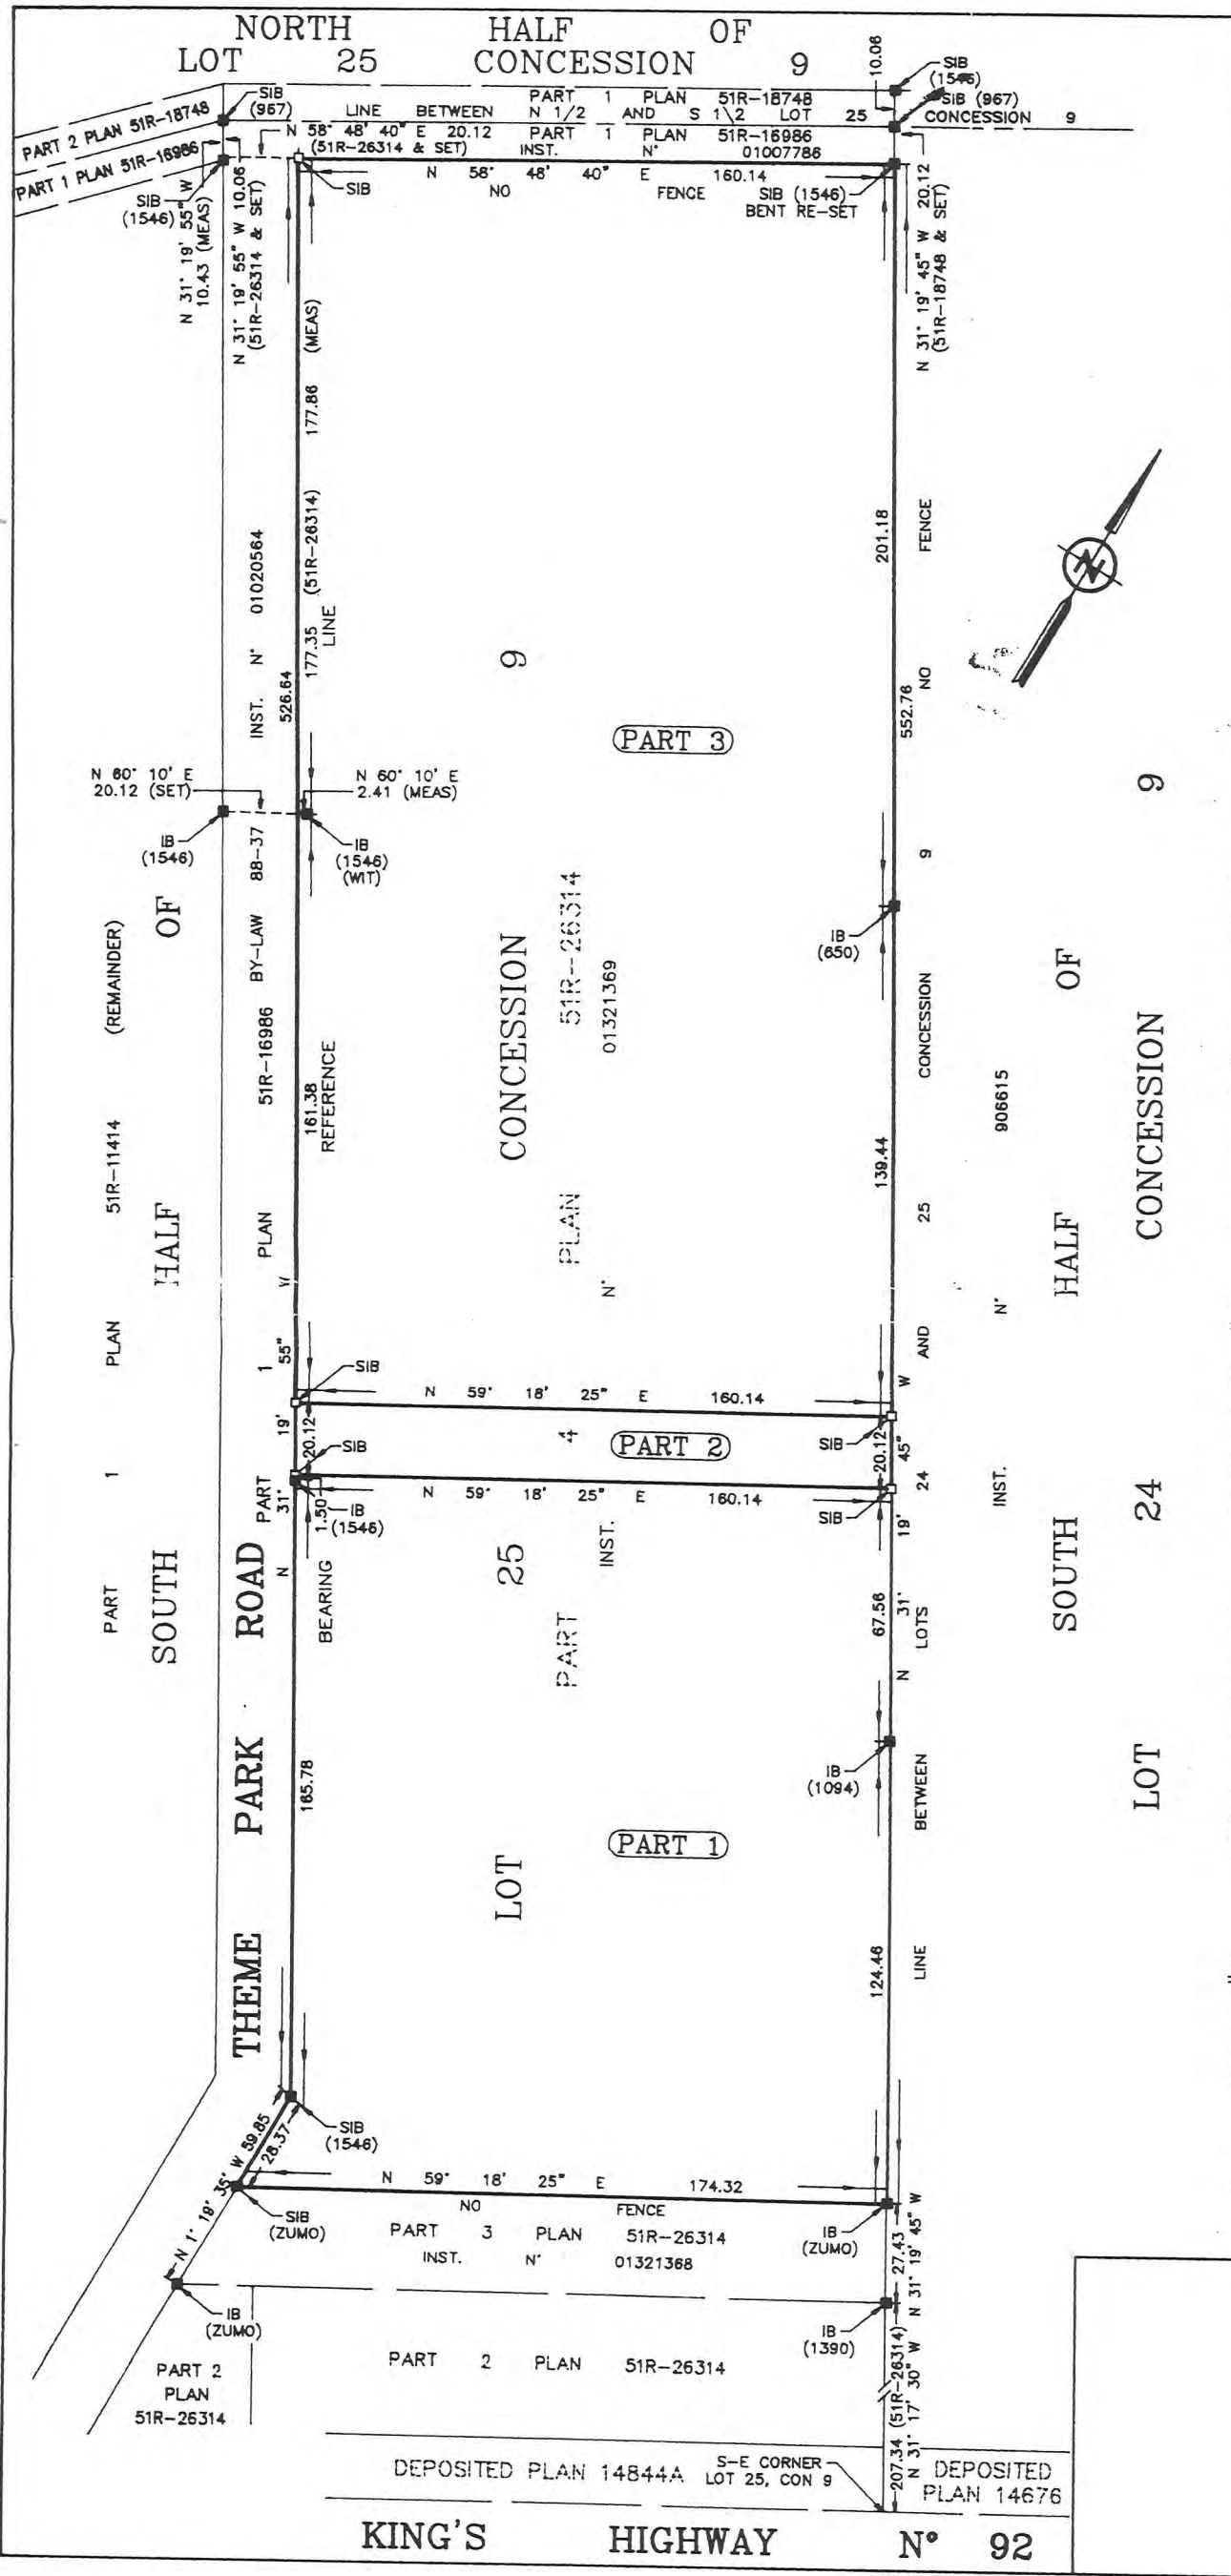 NORTH HALF OF
LOT 25 CONCESSION 9
10.06
SIB
(1546)
SIB
(967)
PART 1 PLAN 51R-18748
LINE BETWEEN N 1/2 AND S 1/2 LOT 25
SIB (967)
CONCESSION 9
PART 2 PLAN 51R-18748
PART 1 PLAN 51R-16986
N 58° 48' 40" E 20.12
(51R-26314 & SET)
PART 1 PLAN 51R-16986
INST. N° 01007786
SIB
(1546)
SIB
N 58° 48' 40" E 160.14
NO FENCE
SIB (1546)
BENT RE-SET
N 31° 19' 55" W
10.43 (MEAS)
N 31° 19' 55" W 10.06
(51R-26314 & SET)
N 31° 19' 45" W 20.12
(51R-18748 & SET)
177.86 (MEAS)
177.35 (51R-26314)
LINE
526.64
INST. N° 01020564
201.18
NO FENCE
552.76
N
9
PART 3
N 60° 10' E
20.12 (SET)
N 60° 10' E
2.41 (MEAS)
IB
(1546)
IB
(1546)
(WIT)
IB
(650)
PART 1 PLAN 51R-11414 (REMAINDER)
SOUTH HALF OF
PART 1 PLAN 51R-16986
BY-LAW 88-37
161.38
REFERENCE
CONCESSION
PLAN 51R-26314
N° 01321369
139.44
LINE BETWEEN LOTS 24 AND 25 CONCESSION 9
INST. N° 906615
SOUTH HALF OF
LOT 24 CONCESSION 9
N 31° 19' 55" W
SIB
N 59° 18' 25" E 160.14
20.12
4
PART 2
SIB
20.12
SIB
N 59° 18' 25" E 160.14
SIB
1.50
IB
(1546)
BEARING
25
INST.
PART
67.56
N 31° 19' 45" W
IB
(1094)
THEME PARK ROAD
165.78
PART 1
LOT
124.46
N 1° 19' 35" W 59.85
28.37
SIB
(1546)
N 59° 18' 25" E 174.32
NO FENCE
SIB
(ZUMO)
IB
(ZUMO)
PART 3 PLAN 51R-26314
INST. N° 01321368
27.43
N 31° 19' 45" W
IB
(ZUMO)
IB
(1390)
PART 2
PLAN
51R-26314
PART 2 PLAN 51R-26314
207.34 (51R-26314)
N 31° 17' 30" W
DEPOSITED PLAN 14844A
S-E CORNER
LOT 25, CON 9
DEPOSITED
PLAN 14676
KING'S HIGHWAY N° 92